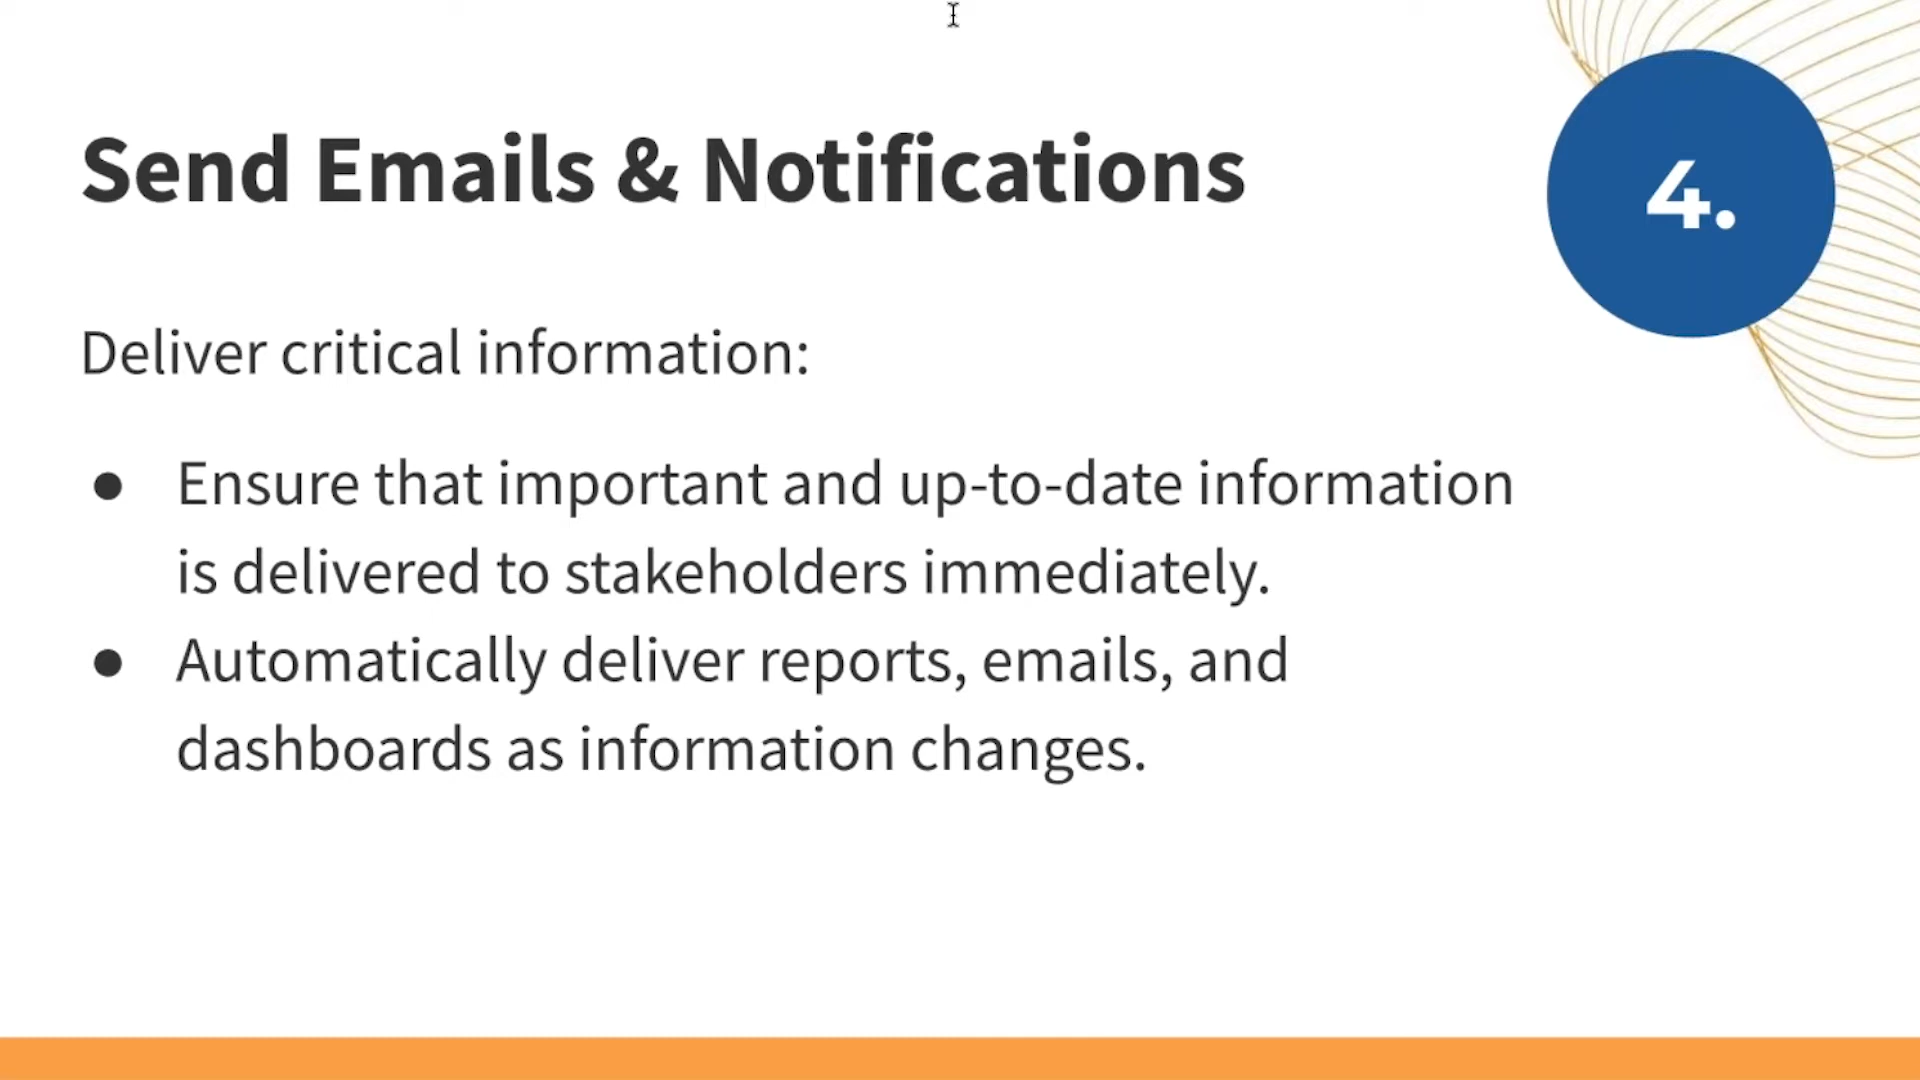 Send Emails & Notifications
4.
Deliver critical information:
● Ensure that important and up-to-date information
is delivered to stakeholders immediately.
● Automatically deliver reports, emails, and
dashboards as information changes.